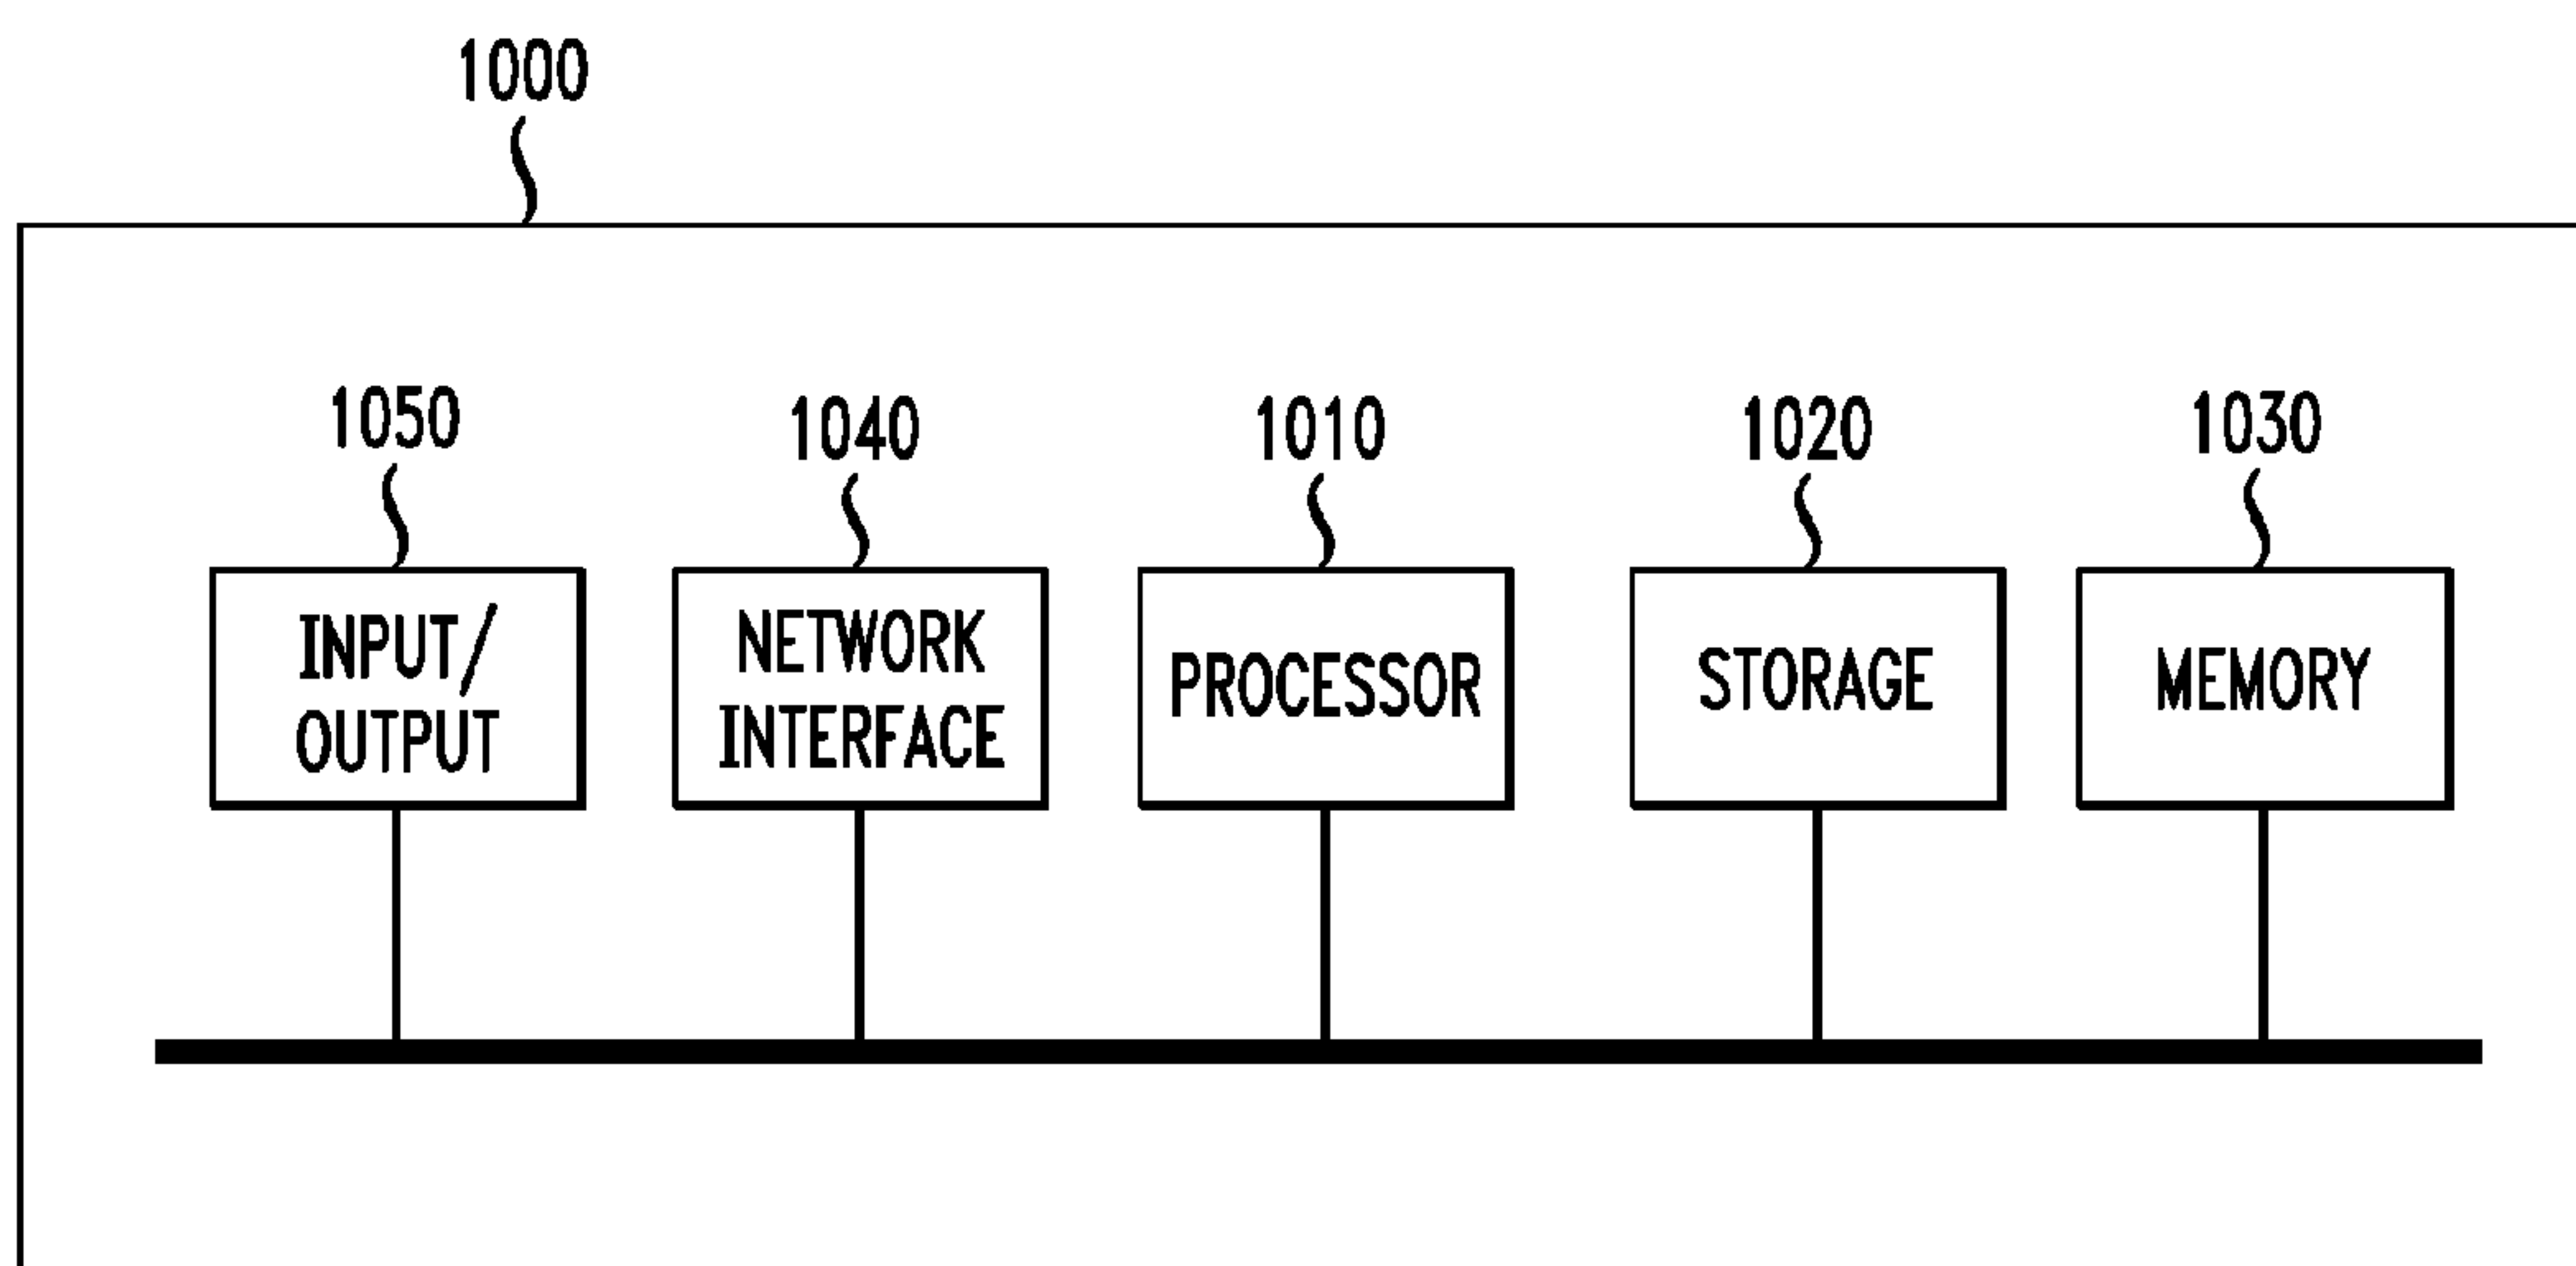 1000
1050
1040
1010
1020
1030
INPUT/
OUTPUT
NETWORK
INTERFACE
PROCESSOR
STORAGE
MEMORY